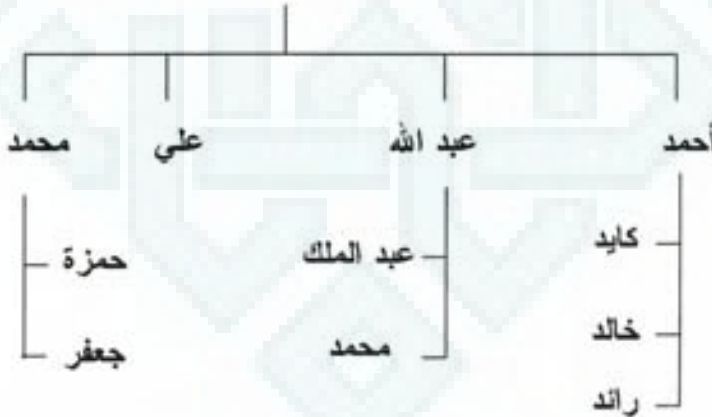 أحمد
عبد الله
علي
محمد
كايد
عبد الملك
حمزة
خالد
محمد
جعفر
رائد